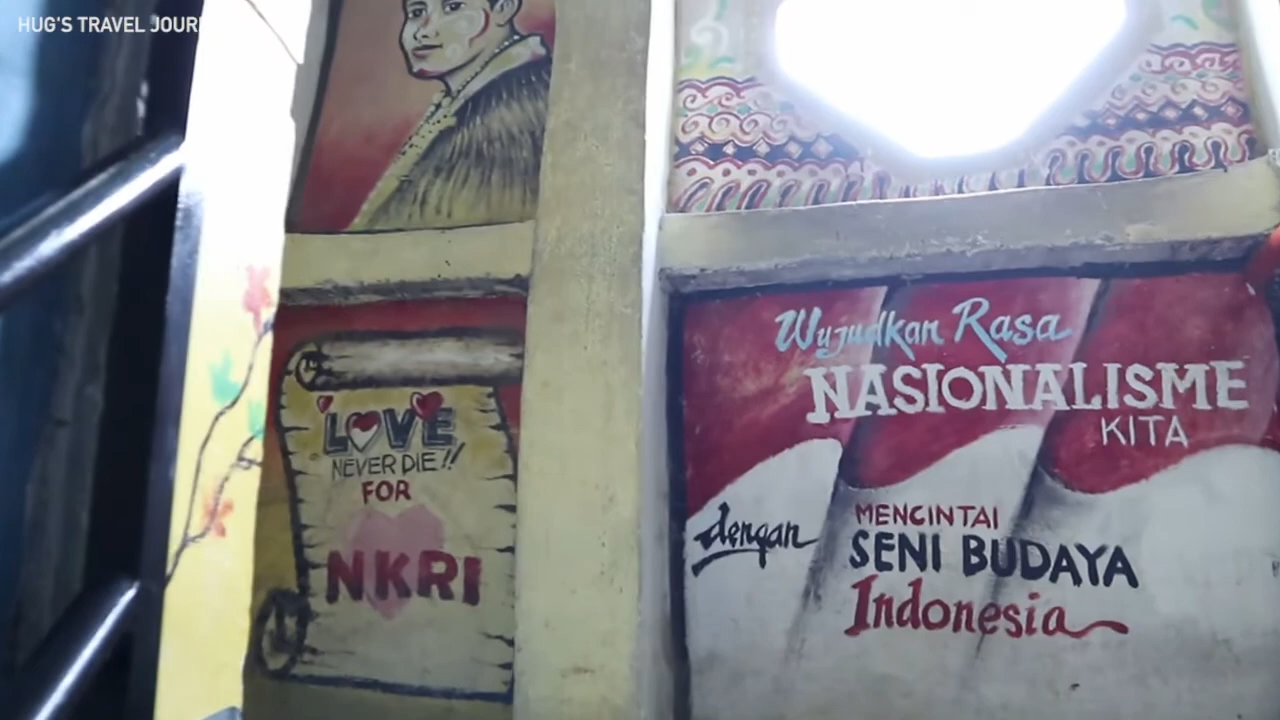 HUG'S TRAVEL JOUR
LOVE
NEVER DIE!!
FOR
NKRI
Wujudkan Rasa
NASIONALISME
KITA
dengan
MENCINTAI
SENI BUDAYA
Indonesia